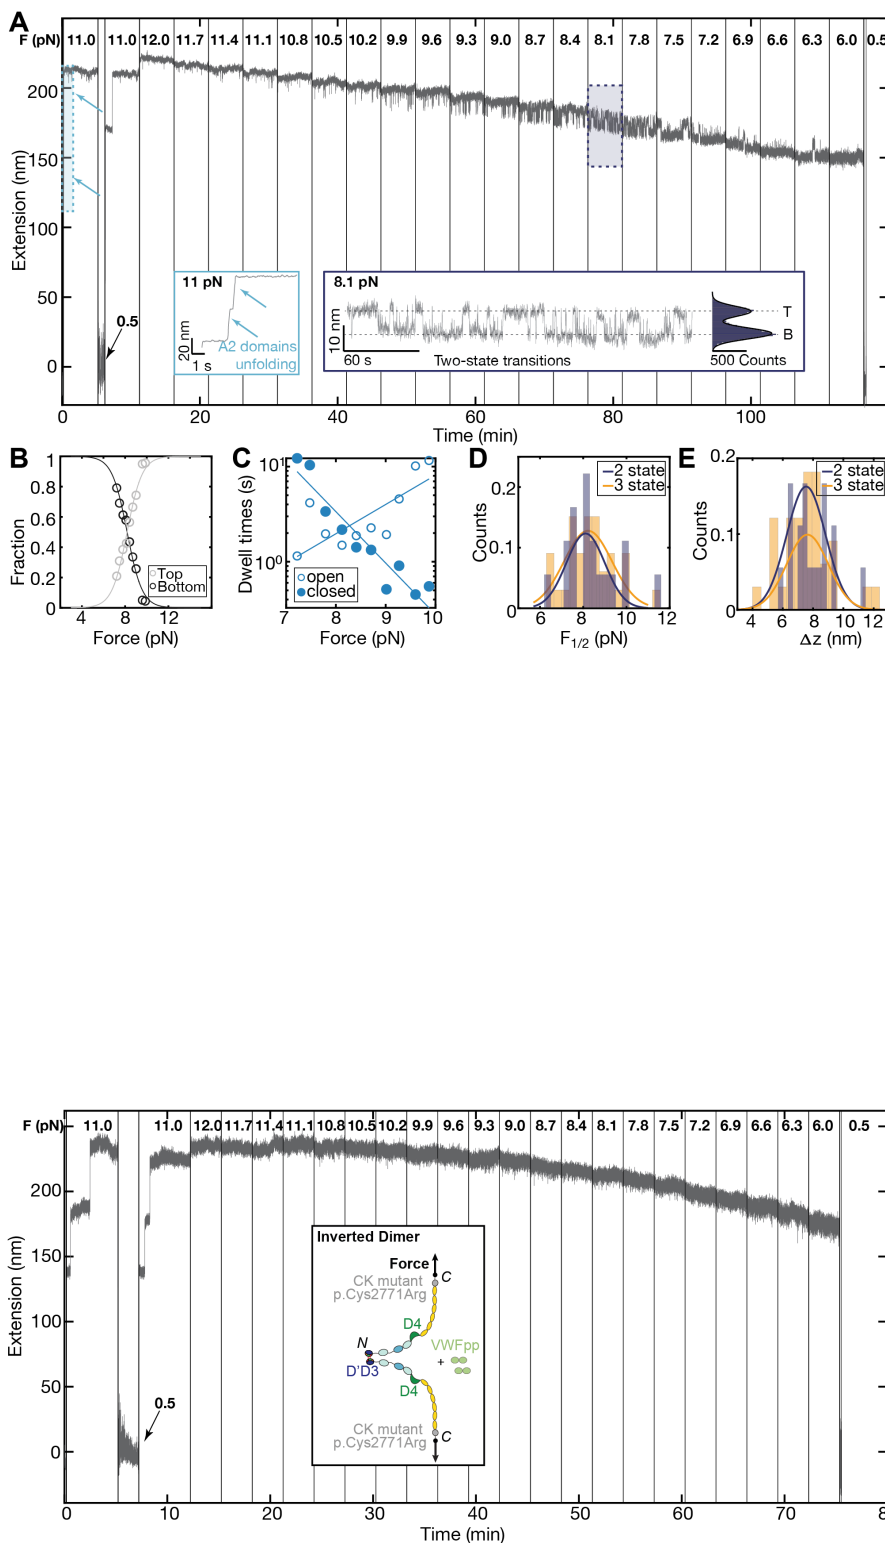 A
F (pN) 11.0 11.0 12.0 11.7 11.4 11.1 10.8 10.5 10.2 9.9 9.6 9.3 9.0 8.7 8.4 8.1 7.8 7.5 7.2 6.9 6.6 6.3 6.0 0.5
200
150
100
50
0
Extension (nm)
0.5
11 pN
20 nm
1 s
A2 domains
unfolding
8.1 pN
10 nm
60 s
Two-state transitions
T
B
500 Counts
0 20 40 60 80 100
Time (min)
B
1
0.8
0.6
0.4
0.2
0
Fraction
Top
Bottom
4 8 12
Force (pN)
C
10¹
10⁰
Dwell times (s)
open
closed
7 8 9 10
Force (pN)
D
0.2
0.1
0
Counts
2 state
3 state
6 8 10 12
F1/2 (pN)
E
0.2
0.1
0
Counts
2 state
3 state
4 6 8 10 12
Δz (nm)
F (pN) 11.0 11.0 12.0 11.7 11.4 11.1 10.8 10.5 10.2 9.9 9.6 9.3 9.0 8.7 8.4 8.1 7.8 7.5 7.2 6.9 6.6 6.3 6.0 0.5
200
150
100
50
0
Extension (nm)
0.5
Inverted Dimer
Force
C
CK mutant
p.Cys2771Arg
D4
N
VWFpp
+
D'D3
D4
CK mutant
p.Cys2771Arg
C
0 10 20 30 40 50 60 70 8
Time (min)